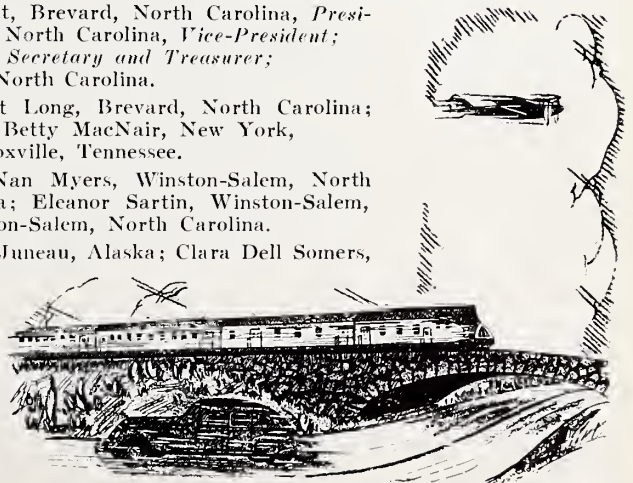 t, Brevard, North Carolina, Presi-
North Carolina, Vice-President;
Secretary and Treasurer;
North Carolina.
t Long, Brevard, North Carolina;
Betty MacNair, New York,
oxville, Tennessee.
Nan Myers, Winston-Salem, North
a; Eleanor Sartin, Winston-Salem,
on-Salem, North Carolina.
Juneau, Alaska; Clara Dell Somers,